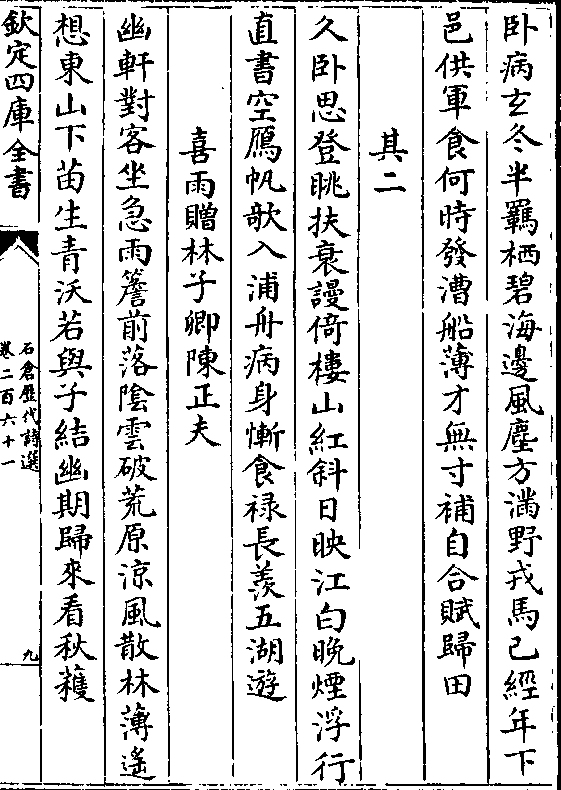 卧病玄冬半羈栖碧海邊風塵方滿野戎馬已經年下
邑供軍食何時發漕船薄才無寸補自合賦歸田
其二
久卧思登眺扶衰謾倚樓山紅斜日映江白晩煙浮行
直書空鴈帆歌入浦舟病身慚食禄長羨五湖遊
喜雨贈林子卿陳正夫
幽軒對客坐急雨簷前落陰雲破荒原涼風散林薄遙
想東山下苗生青沃若與子結幽期歸來看秋穫
欽定四庫全書
石倉歷代詩選
卷二百六十一
九